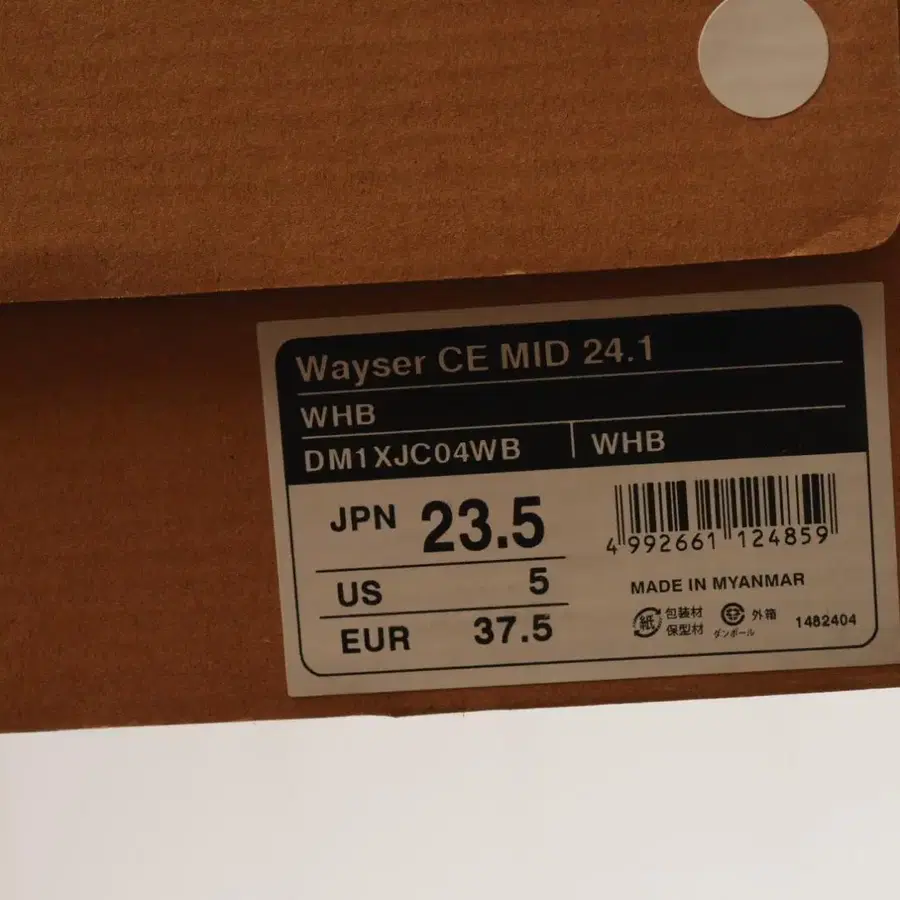 Wayser CE MID 24.1
WHB
DM1XJC04WB WHB
JPN 23.5
US 5
EUR 37.5
4 992661 124859
MADE IN MYANMAR
紙 包装材
保型材
外箱
ダンボール
1482404